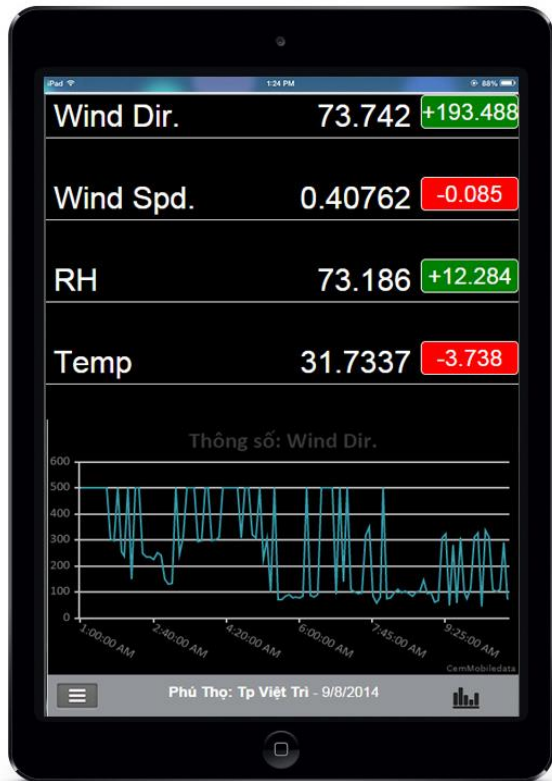 iPad 1:24 PM 88%
Wind Dir. 73.742 +193.488
Wind Spd. 0.40762 -0.085
RH 73.186 +12.284
Temp 31.7337 -3.738
Thông số: Wind Dir.
600
500
400
300
200
100
0
1:00:00 AM 2:40:00 AM 4:20:00 AM 6:00:00 AM 7:45:00 AM 9:25:00 AM
CemMobiledata
Phú Thọ: Tp Việt Trì - 9/8/2014